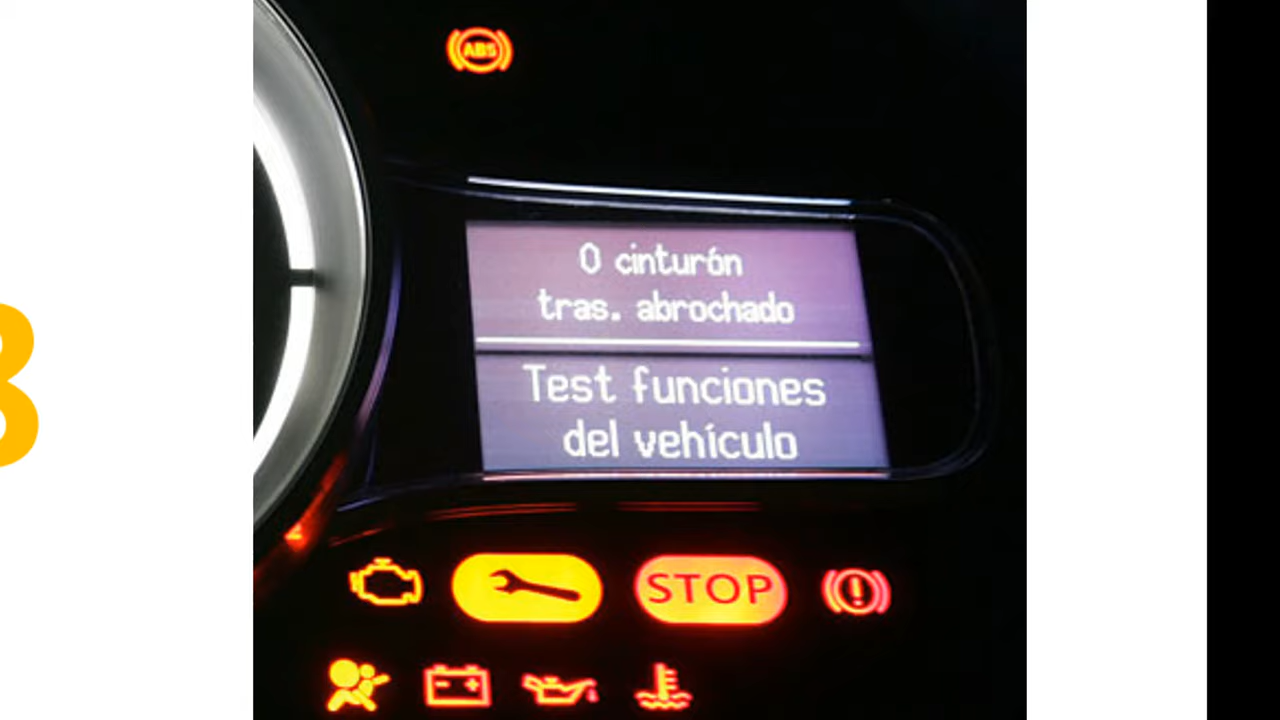 ABS
0 cinturón
tras. abrochado
Test funciones
del vehículo
STOP